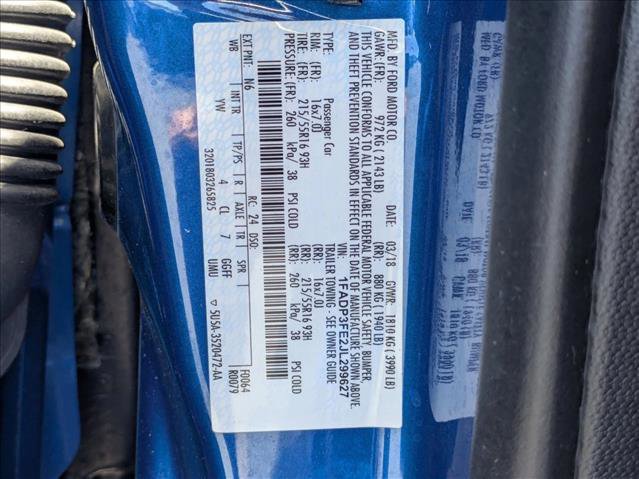 MFD. BY FORD MOTOR CO.
DATE: 03/18 GVWR: 1810 KG ( 3990 LB)
GAWR: (FR): 972 KG ( 2143 LB) (RR): 880 KG ( 1940 LB)
THIS VEHICLE CONFORMS TO ALL APPLICABLE FEDERAL MOTOR VEHICLE SAFETY, BUMPER,
AND THEFT PREVENTION STANDARDS IN EFFECT ON THE DATE OF MANUFACTURE SHOWN ABOVE.
VIN: 1FADP3FE2JL299627
TYPE: Passenger Car TRAILER TOWING - SEE OWNER GUIDE
RIM: (FR): 16x7.0J (RR): 16x7.0J
TIRE: (FR): 215/55R16 93H (RR): 215/55R16 93H
PRESSURE: (FR): 260 kPa/ 38 PSI COLD (RR): 260 kPa/ 38 PSI COLD
EXT PNT: N6 RC: 24 DSO: F0064
R0079
WB INT TR TP/PS R AXLE TR SPR
YW 4 CL 7 GGFF
UMU
3201803265825 5U5A-3520472-AA